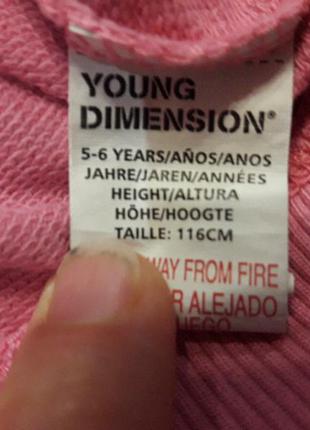 YOUNG
DIMENSION®
5-6 YEARS/AÑOS/ANOS
JAHRE/JAREN/ANNÉES
HEIGHT/ALTURA
HÖHE/HOOGTE
TAILLE: 116CM
WAY FROM FIRE
R ALEJADO
UEGO